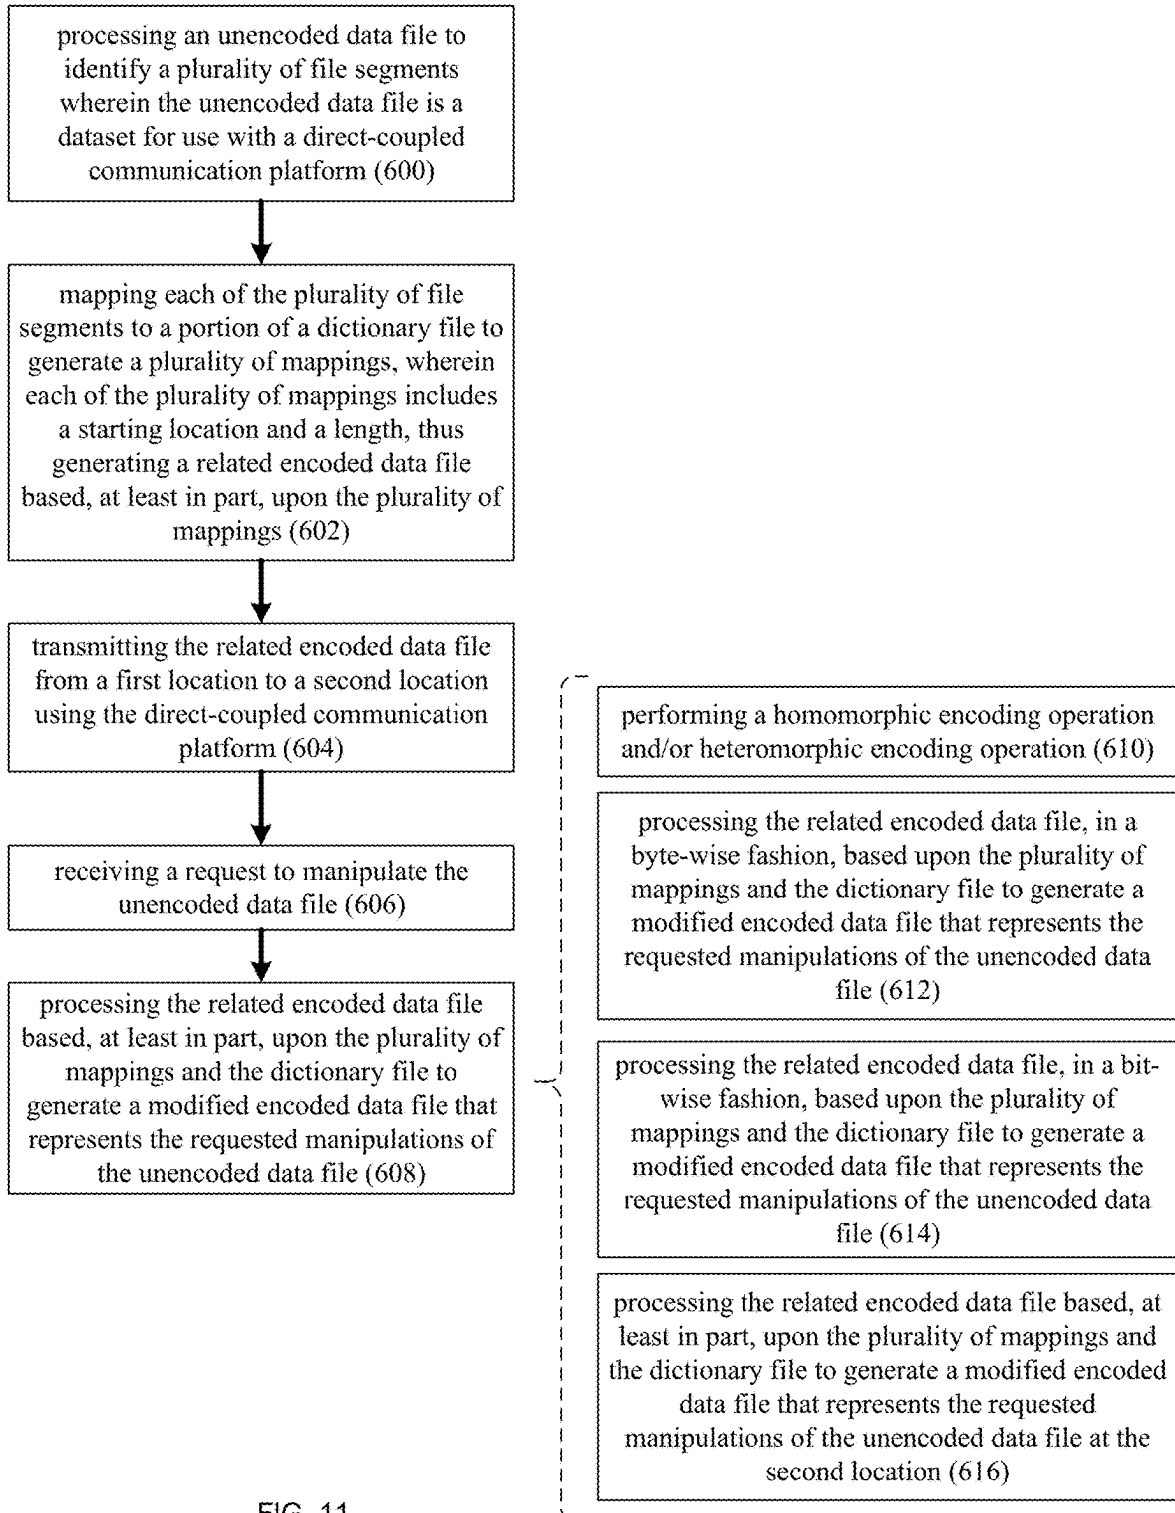 processing an unencoded data file to
identify a plurality of file segments
wherein the unencoded data file is a
dataset for use with a direct-coupled
communication platform (600)
mapping each of the plurality of file
segments to a portion of a dictionary file to
generate a plurality of mappings, wherein
each of the plurality of mappings includes
a starting location and a length, thus
generating a related encoded data file
based, at least in part, upon the plurality of
mappings (602)
transmitting the related encoded data file
from a first location to a second location
using the direct-coupled communication
platform (604)
receiving a request to manipulate the
unencoded data file (606)
processing the related encoded data file
based, at least in part, upon the plurality of
mappings and the dictionary file to
generate a modified encoded data file that
represents the requested manipulations of
the unencoded data file (608)
performing a homomorphic encoding operation
and/or heteromorphic encoding operation (610)
processing the related encoded data file, in a
byte-wise fashion, based upon the plurality of
mappings and the dictionary file to generate a
modified encoded data file that represents the
requested manipulations of the unencoded data
file (612)
processing the related encoded data file, in a bit-
wise fashion, based upon the plurality of
mappings and the dictionary file to generate a
modified encoded data file that represents the
requested manipulations of the unencoded data
file (614)
processing the related encoded data file based, at
least in part, upon the plurality of mappings and
the dictionary file to generate a modified encoded
data file that represents the requested
manipulations of the unencoded data file at the
second location (616)
FIG. 11